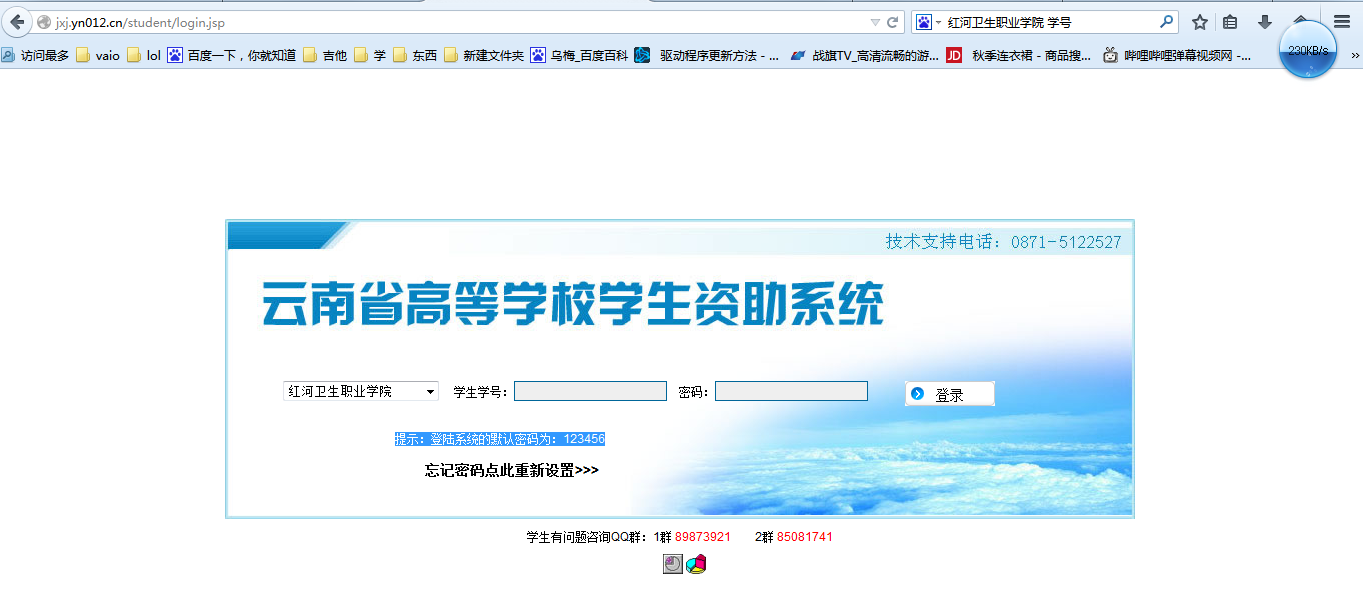 jxj.yn012.cn/student/login.jsp
红河卫生职业学院 学号
访问最多 vaio lol 百度一下，你就知道 吉他 学 东西 新建文件夹 乌梅_百度百科 驱动程序更新方法 - ... 战旗TV_高清流畅的游... JD 秋季连衣裙 - 商品搜... 哔哩哔哩弹幕视频网 -... »
230KB/s
技术支持电话：0871-5122527
云南省高等学校学生资助系统
红河卫生职业学院 学生学号： 密码： 登录
提示：登陆系统的默认密码为：123456
忘记密码点此重新设置>>>
学生有问题咨询QQ群：1群 89873921 2群 85081741